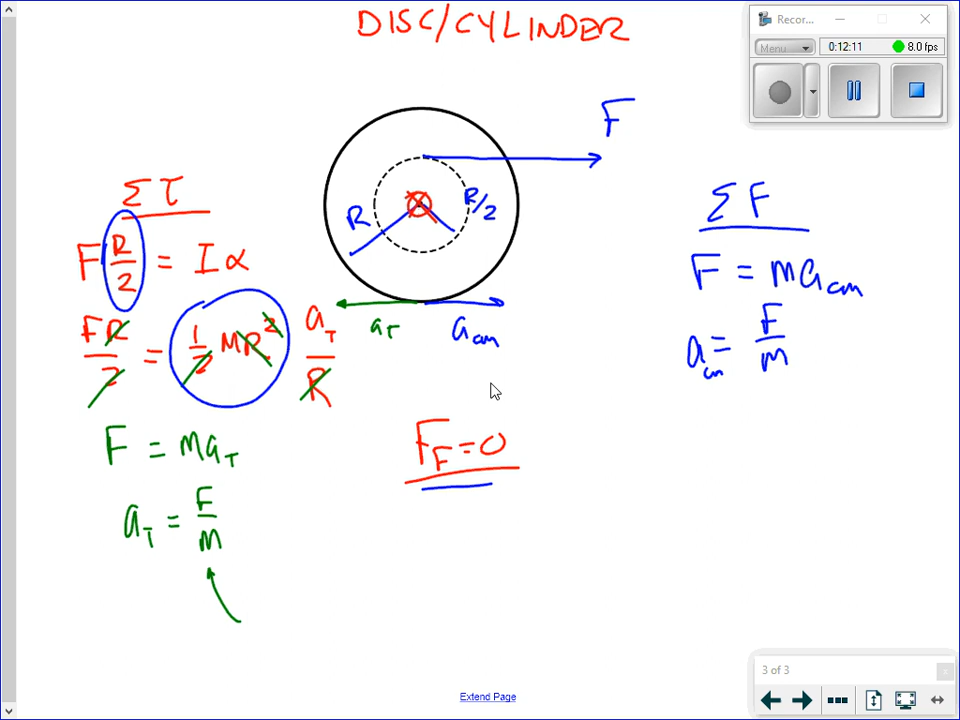 DISC/CYLINDER
Recor...
Menu
0:12:11
8.0 fps
F
R
R/2
a_T
a_cm
Στ
F R/2 = Iα
FR/2 = 1/2 MR² a_T/R
F = Ma_T
a_T = F/M
F_F = 0
ΣF
F = Ma_cm
a_cm = F/M
3 of 3
Extend Page